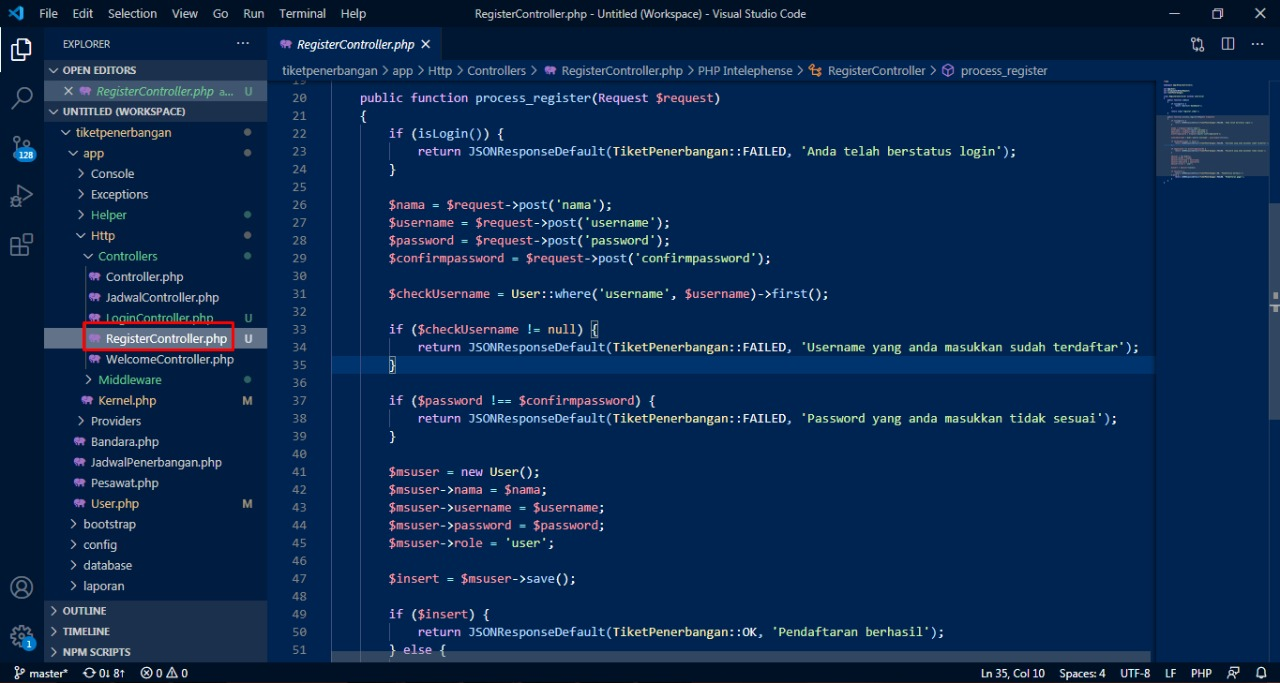 File Edit Selection View Go Run Terminal Help RegisterController.php - Untitled (Workspace) - Visual Studio Code
EXPLORER ···
RegisterController.php
OPEN EDITORS
RegisterController.php a... U
UNTITLED (WORKSPACE)
tiketpenerbangan
app
Console
Exceptions
Helper
Http
Controllers
Controller.php
JadwalController.php
LoginController.php U
RegisterController.php U
WelcomeController.php
Middleware
Kernel.php M
Providers
Bandara.php
JadwalPenerbangan.php
Pesawat.php
User.php M
bootstrap
config
database
laporan
OUTLINE
TIMELINE
NPM SCRIPTS
128
1
tiketpenerbangan > app > Http > Controllers > RegisterController.php > PHP Intelephense > RegisterController > process_register
20 public function process_register(Request $request)
21 {
22 if (isLogin()) {
23 return JSONResponseDefault(TiketPenerbangan::FAILED, 'Anda telah berstatus login');
24 }
25
26 $nama = $request->post('nama');
27 $username = $request->post('username');
28 $password = $request->post('password');
29 $confirmpassword = $request->post('confirmpassword');
30
31 $checkUsername = User::where('username', $username)->first();
32
33 if ($checkUsername != null) {
34 return JSONResponseDefault(TiketPenerbangan::FAILED, 'Username yang anda masukkan sudah terdaftar');
35 }
36
37 if ($password !== $confirmpassword) {
38 return JSONResponseDefault(TiketPenerbangan::FAILED, 'Password yang anda masukkan tidak sesuai');
39 }
40
41 $msuser = new User();
42 $msuser->nama = $nama;
43 $msuser->username = $username;
44 $msuser->password = $password;
45 $msuser->role = 'user';
46
47 $insert = $msuser->save();
48
49 if ($insert) {
50 return JSONResponseDefault(TiketPenerbangan::OK, 'Pendaftaran berhasil');
51 } else {
master* 0↓ 8↑ 0 0 Ln 35, Col 10 Spaces: 4 UTF-8 LF PHP